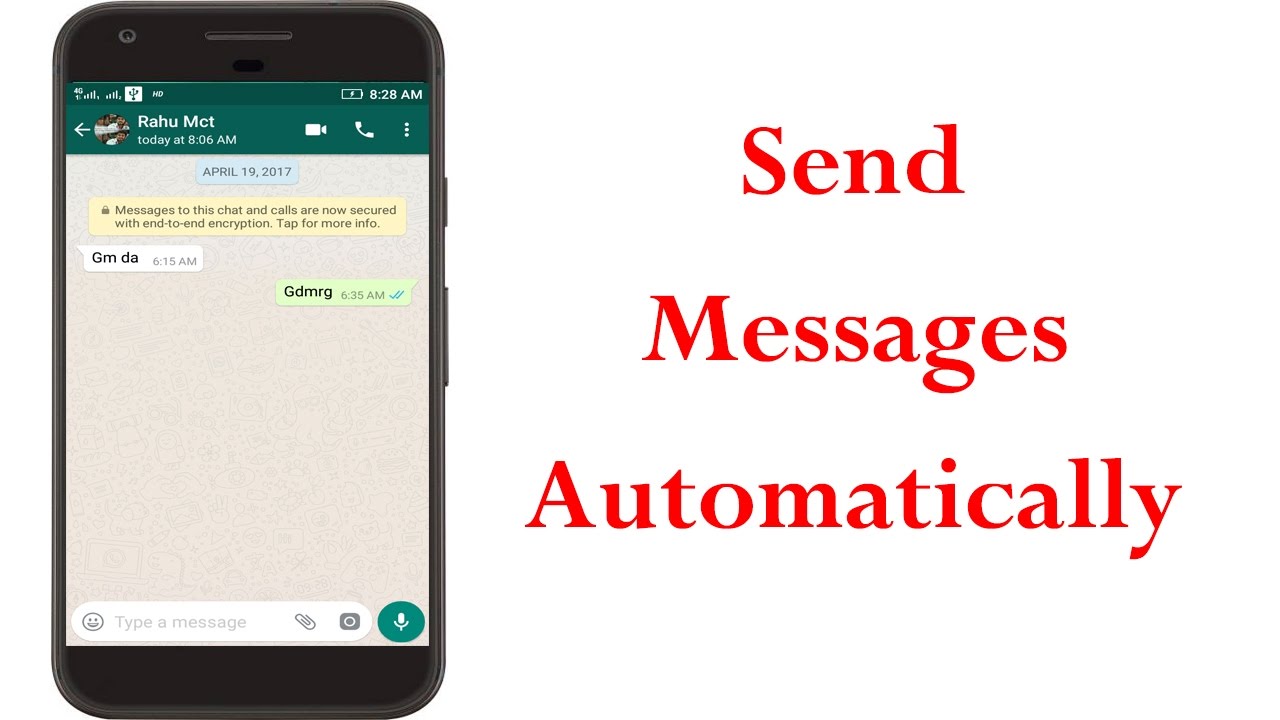 4G HD 8:28 AM
Rahu Mct
today at 8:06 AM
APRIL 19, 2017
Messages to this chat and calls are now secured
with end-to-end encryption. Tap for more info.
Gm da 6:15 AM
Gdmrg 6:35 AM
Type a message
Send
Messages
Automatically